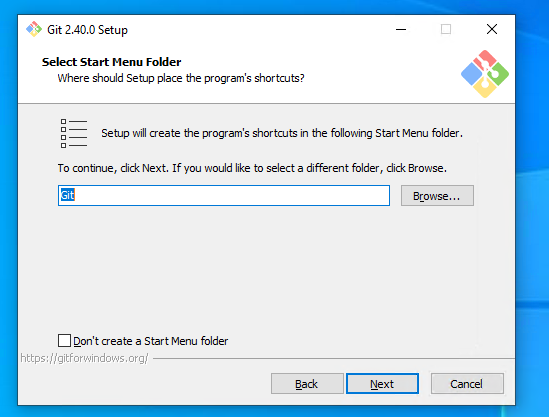 Git 2.40.0 Setup
Select Start Menu Folder
Where should Setup place the program's shortcuts?
Setup will create the program's shortcuts in the following Start Menu folder.
To continue, click Next. If you would like to select a different folder, click Browse.
Git
Browse...
Don't create a Start Menu folder
https://gitforwindows.org/
Back
Next
Cancel